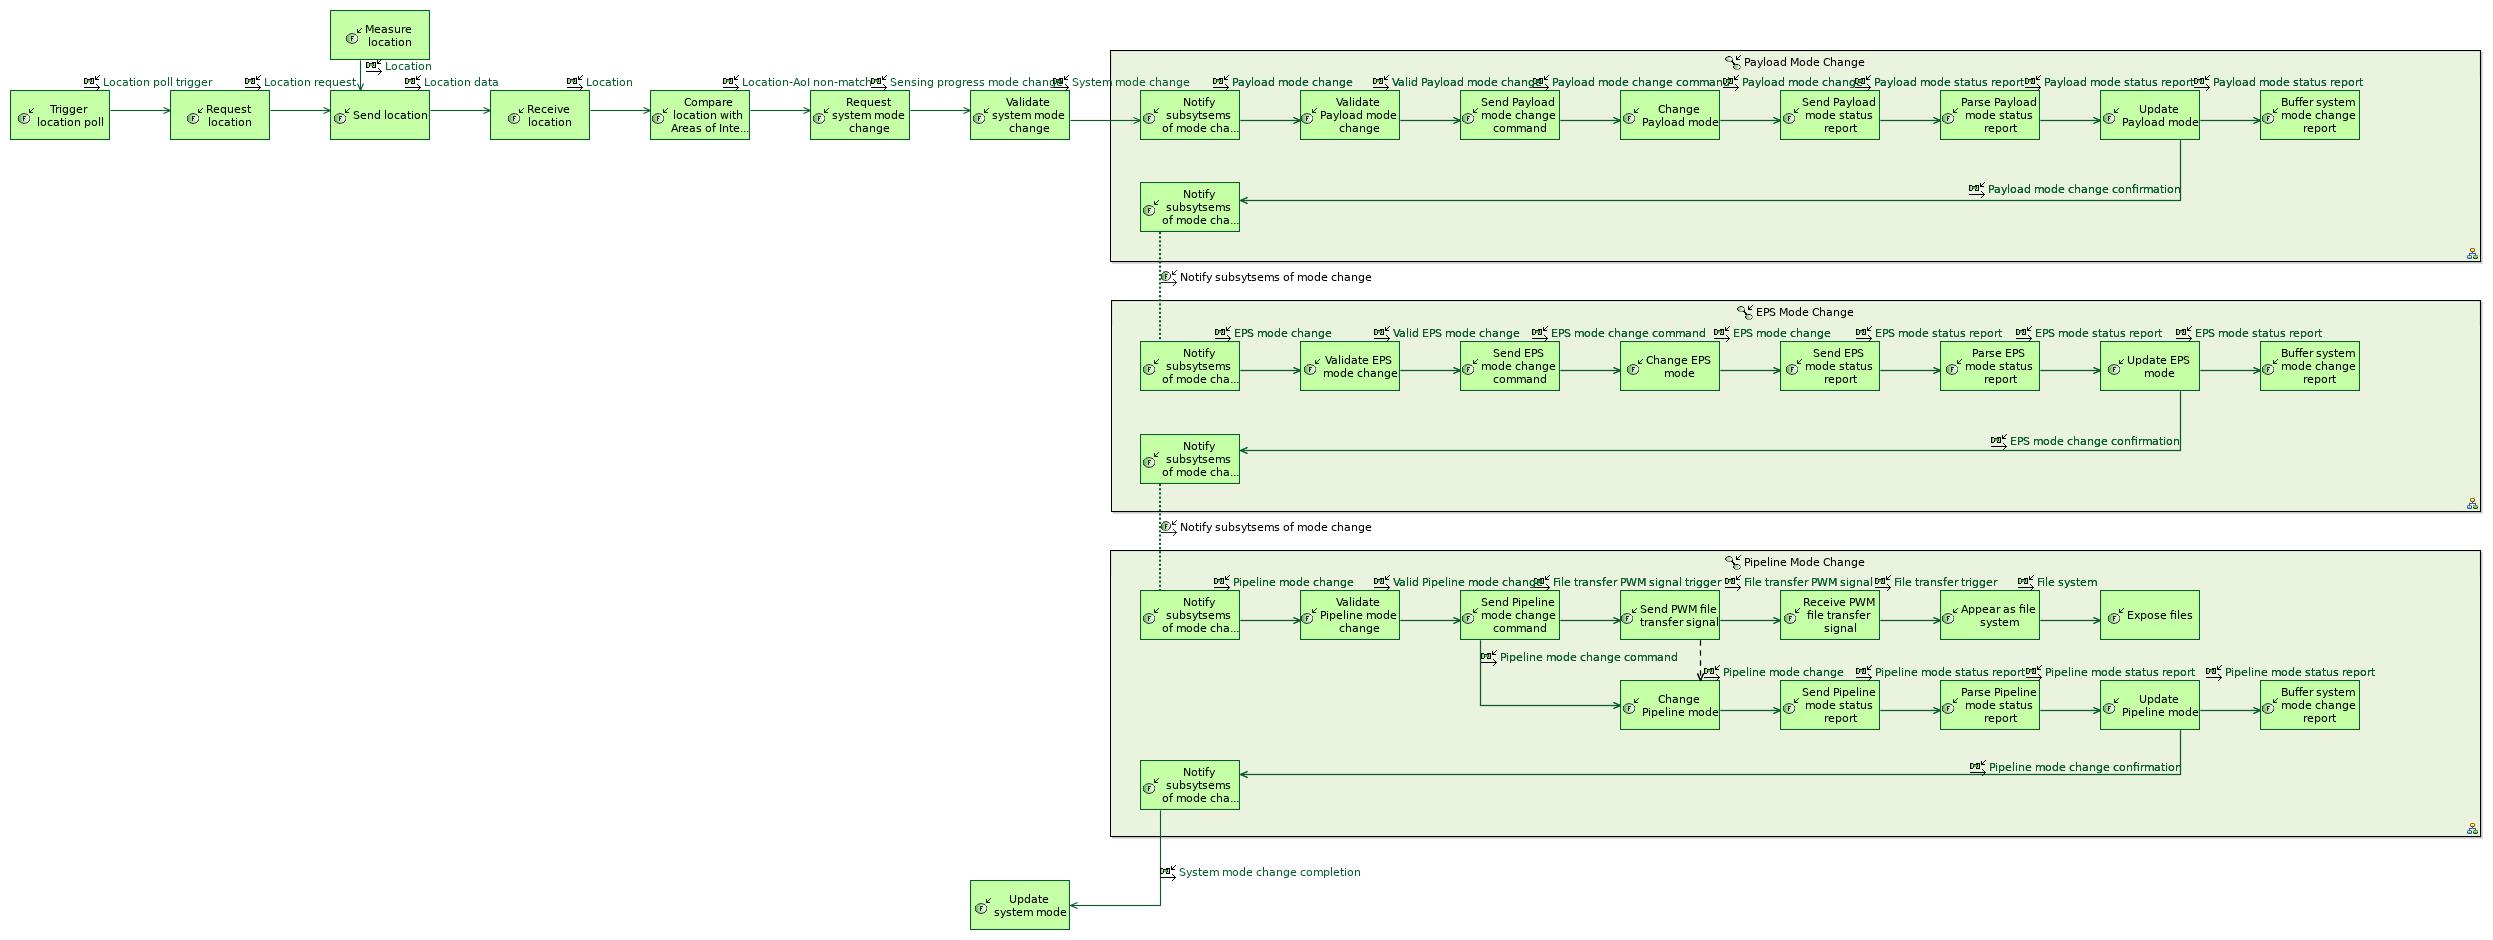 Measure
location
Location
Location poll trigger
Location request
Location data
Location
Location-AoI non-match
Sensing progress mode change
System mode change
Trigger
location poll
Request
location
Send location
Receive
location
Compare
location with
Areas of Inte...
Request
system mode
change
Validate
system mode
change
Payload Mode Change
Payload mode change
Valid Payload mode change
Payload mode change command
Payload mode change
Payload mode status report
Payload mode status report
Payload mode status report
Notify
subsytsems
of mode cha...
Validate
Payload mode
change
Send Payload
mode change
command
Change
Payload mode
Send Payload
mode status
report
Parse Payload
mode status
report
Update
Payload mode
Buffer system
mode change
report
Payload mode change confirmation
Notify
subsytsems
of mode cha...
Notify subsytsems of mode change
EPS Mode Change
EPS mode change
Valid EPS mode change
EPS mode change command
EPS mode change
EPS mode status report
EPS mode status report
EPS mode status report
Notify
subsytsems
of mode cha...
Validate EPS
mode change
Send EPS
mode change
command
Change EPS
mode
Send EPS
mode status
report
Parse EPS
mode status
report
Update EPS
mode
Buffer system
mode change
report
EPS mode change confirmation
Notify
subsytsems
of mode cha...
Notify subsytsems of mode change
Pipeline Mode Change
Pipeline mode change
Valid Pipeline mode change
File transfer PWM signal trigger
File transfer PWM signal
File transfer trigger
File system
Notify
subsytsems
of mode cha...
Validate
Pipeline mode
change
Send Pipeline
mode change
command
Send PWM file
transfer signal
Receive PWM
file transfer
signal
Appear as file
system
Expose files
Pipeline mode change command
Pipeline mode change
Pipeline mode status report
Pipeline mode status report
Pipeline mode status report
Change
Pipeline mode
Send Pipeline
mode status
report
Parse Pipeline
mode status
report
Update
Pipeline mode
Buffer system
mode change
report
Pipeline mode change confirmation
Notify
subsytsems
of mode cha...
System mode change completion
Update
system mode